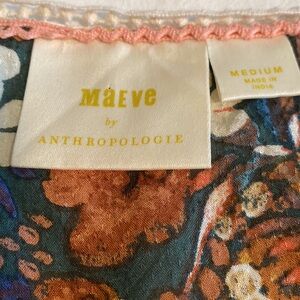 Maeve
by
ANTHROPOLOGIE
MEDIUM
MADE IN
INDIA